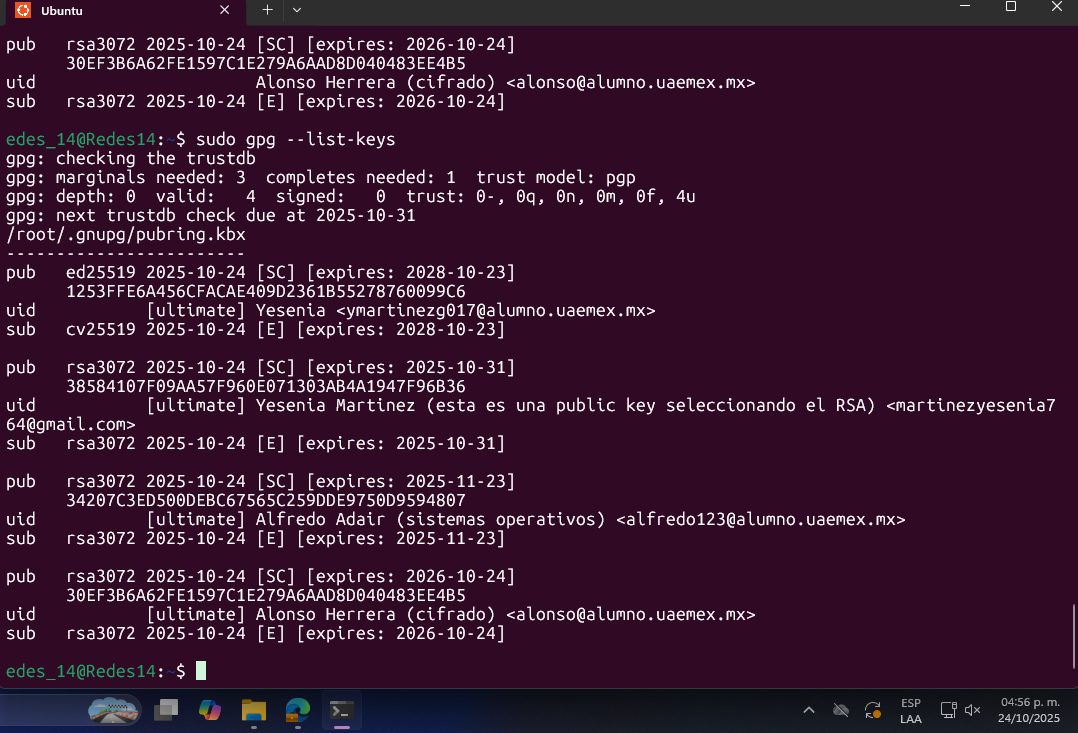 Ubuntu
pub   rsa3072 2025-10-24 [SC] [expires: 2026-10-24]
      30EF3B6A62FE1597C1E279A6AAD8D040483EE4B5
uid                      Alonso Herrera (cifrado) <alonso@alumno.uaemex.mx>
sub   rsa3072 2025-10-24 [E] [expires: 2026-10-24]
edes_14@Redes14:~$ sudo gpg --list-keys
gpg: checking the trustdb
gpg: marginals needed: 3  completes needed: 1  trust model: pgp
gpg: depth: 0  valid:   4  signed:   0  trust: 0-, 0q, 0n, 0m, 0f, 4u
gpg: next trustdb check due at 2025-10-31
/root/.gnupg/pubring.kbx
------------------------
pub   ed25519 2025-10-24 [SC] [expires: 2028-10-23]
      1253FFE6A456CFACAE409D2361B55278760099C6
uid           [ultimate] Yesenia <ymartinezg017@alumno.uaemex.mx>
sub   cv25519 2025-10-24 [E] [expires: 2028-10-23]
pub   rsa3072 2025-10-24 [SC] [expires: 2025-10-31]
      38584107F09AA57F960E071303AB4A1947F96B36
uid           [ultimate] Yesenia Martinez (esta es una public key seleccionando el RSA) <martinezyesenia7
64@gmail.com>
sub   rsa3072 2025-10-24 [E] [expires: 2025-10-31]
pub   rsa3072 2025-10-24 [SC] [expires: 2025-11-23]
      34207C3ED500DEBC67565C259DDE9750D9594807
uid           [ultimate] Alfredo Adair (sistemas operativos) <alfredo123@alumno.uaemex.mx>
sub   rsa3072 2025-10-24 [E] [expires: 2025-11-23]
pub   rsa3072 2025-10-24 [SC] [expires: 2026-10-24]
      30EF3B6A62FE1597C1E279A6AAD8D040483EE4B5
uid           [ultimate] Alonso Herrera (cifrado) <alonso@alumno.uaemex.mx>
sub   rsa3072 2025-10-24 [E] [expires: 2026-10-24]
edes_14@Redes14:~$
ESP
LAA
04:56 p. m.
24/10/2025